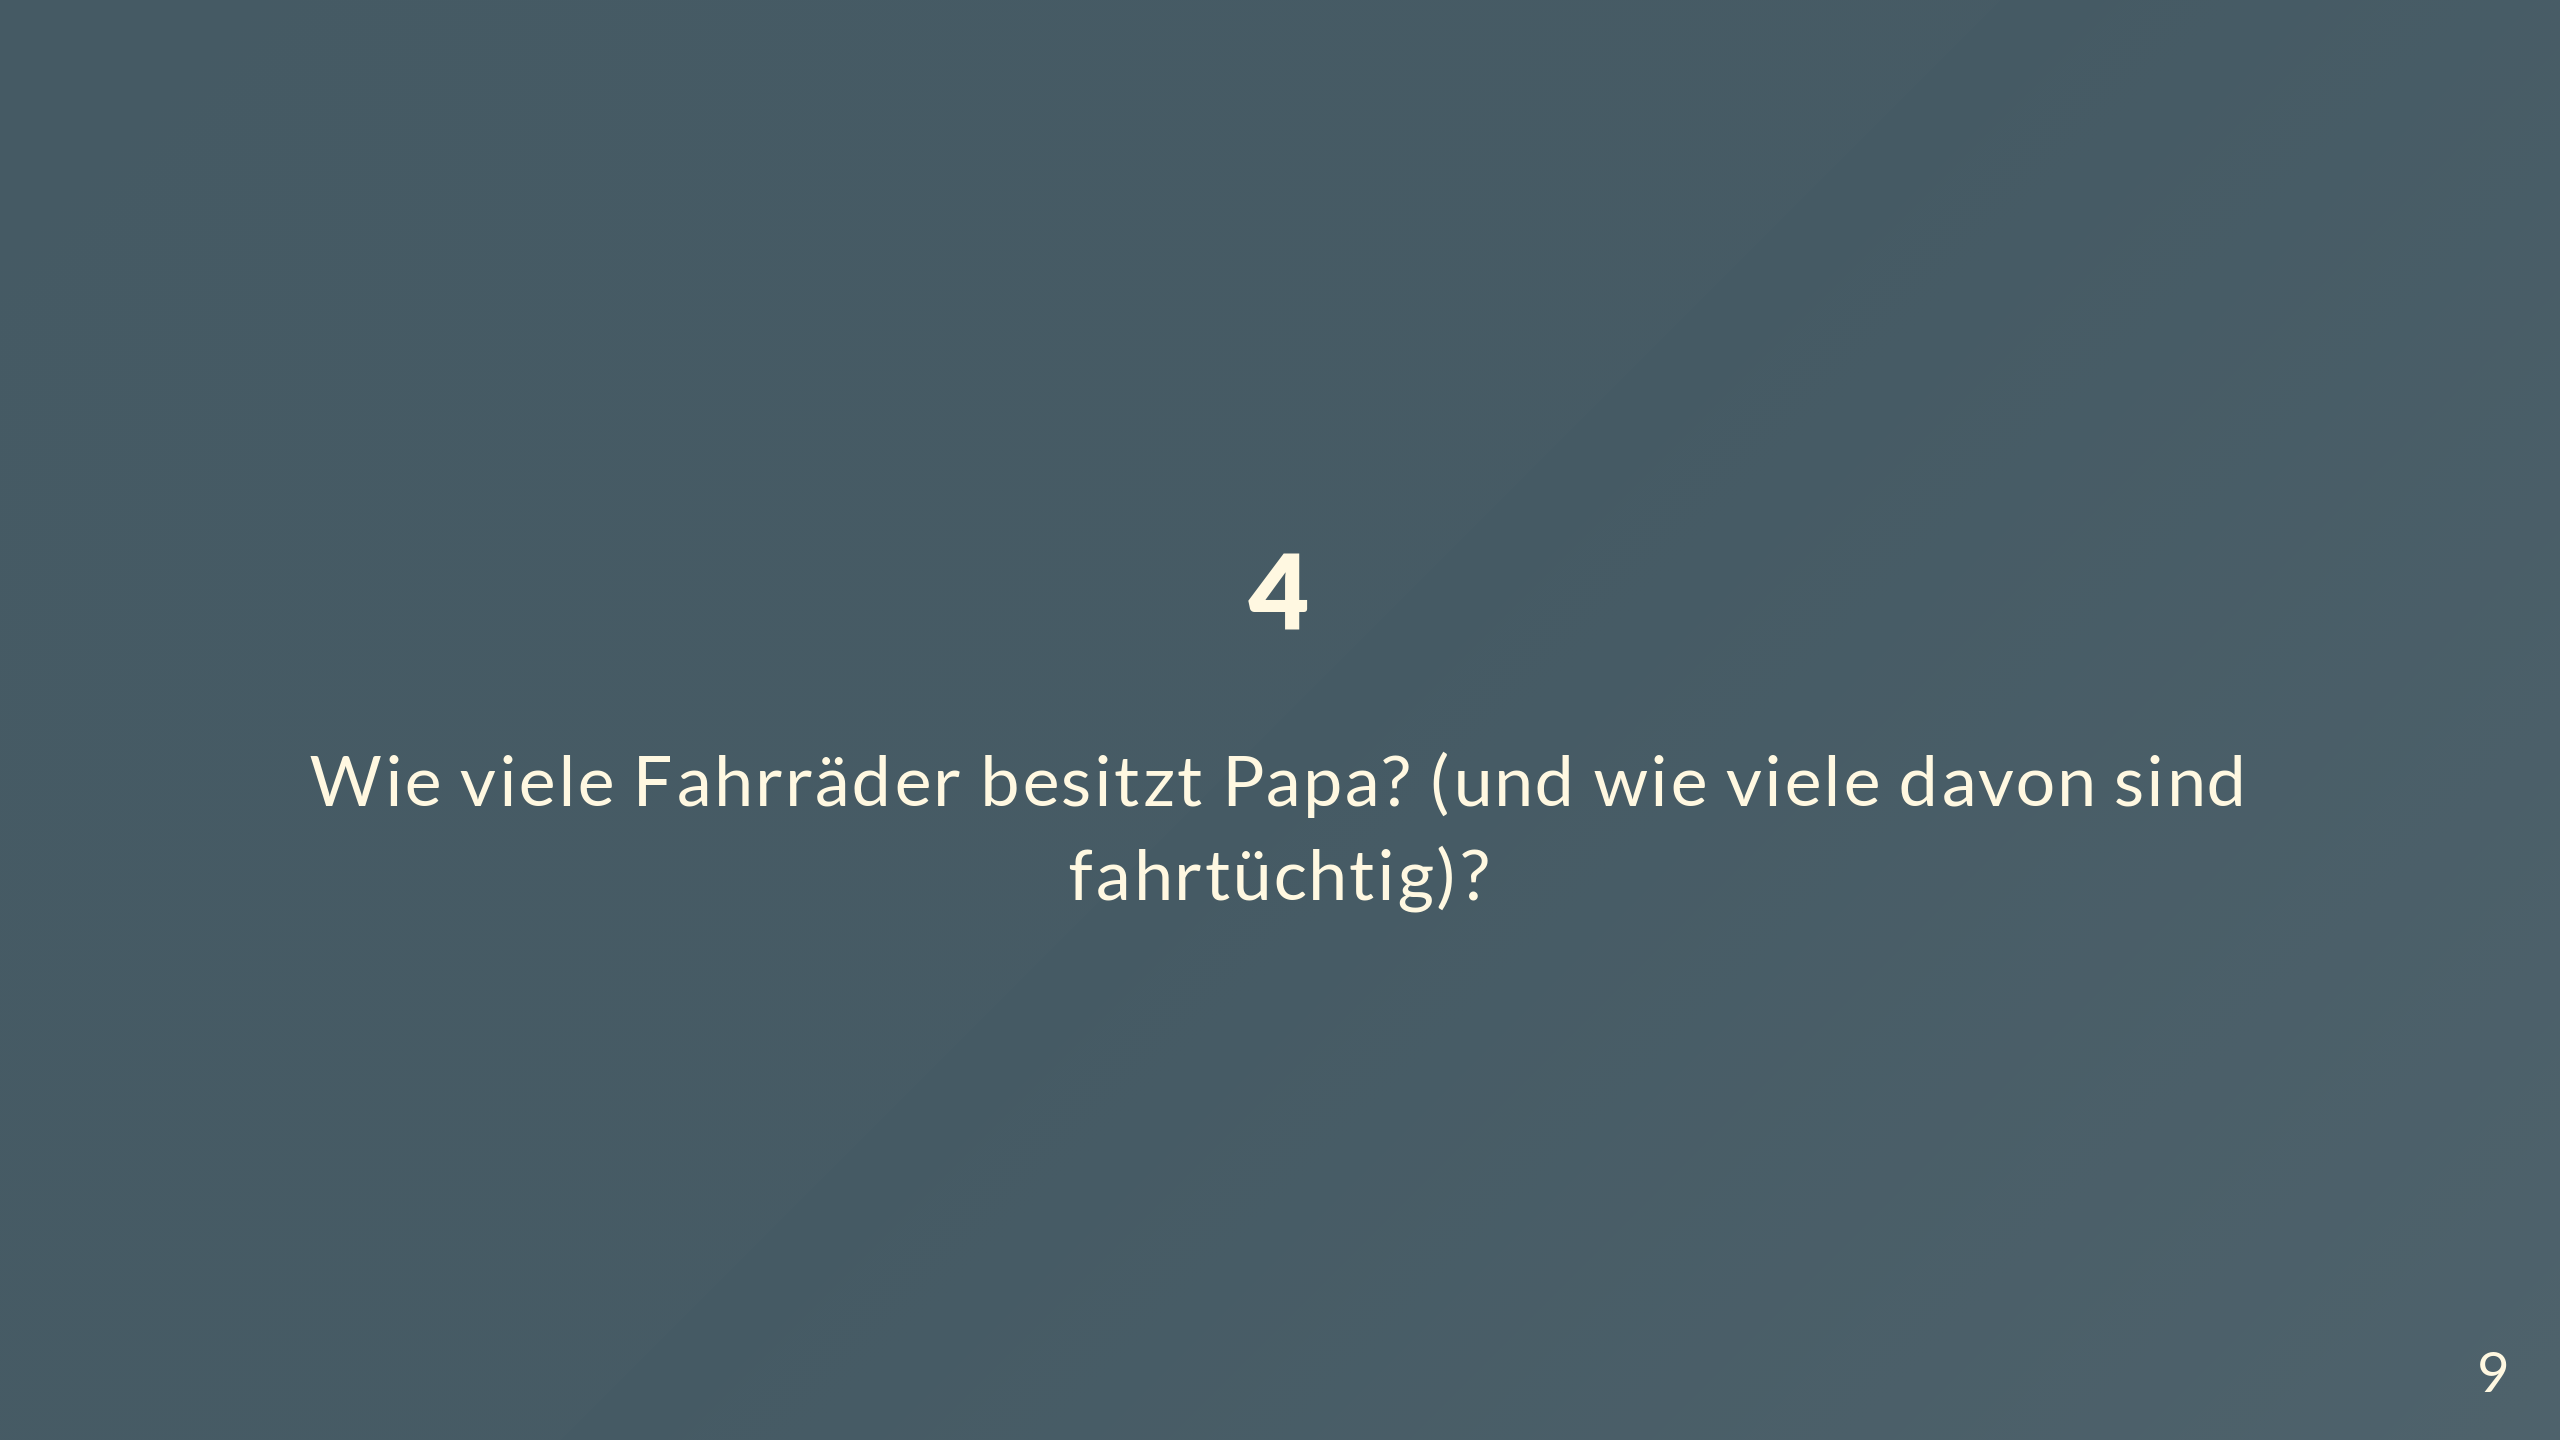 4
Wie viele Fahrräder besitzt Papa? (und wie viele davon sind
fahrtüchtig)?
9